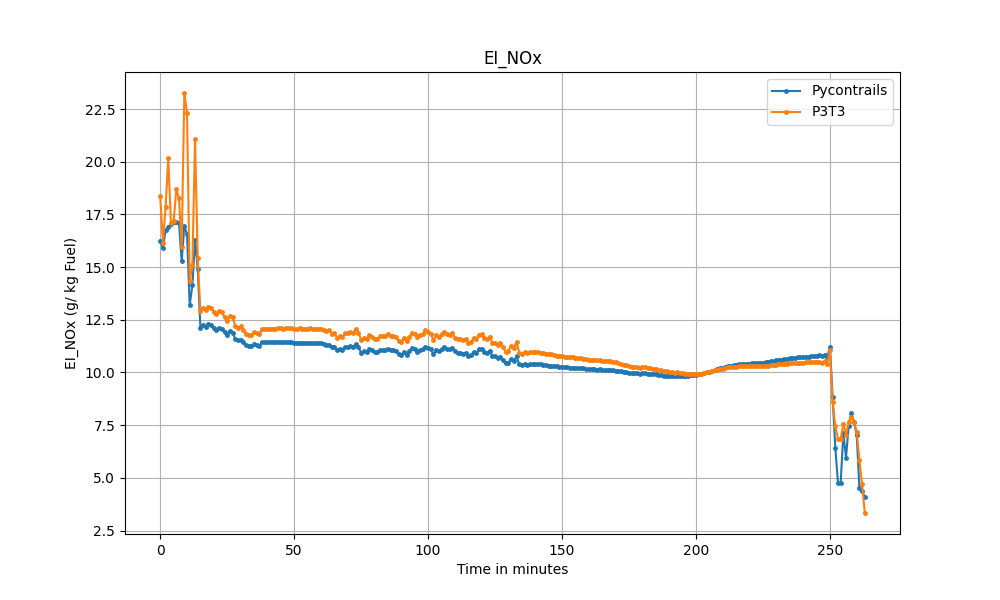 EI_NOx
Pycontrails
P3T3
EI_NOx (g/ kg Fuel)
22.5
20.0
17.5
15.0
12.5
10.0
7.5
5.0
2.5
0 50 100 150 200 250
Time in minutes